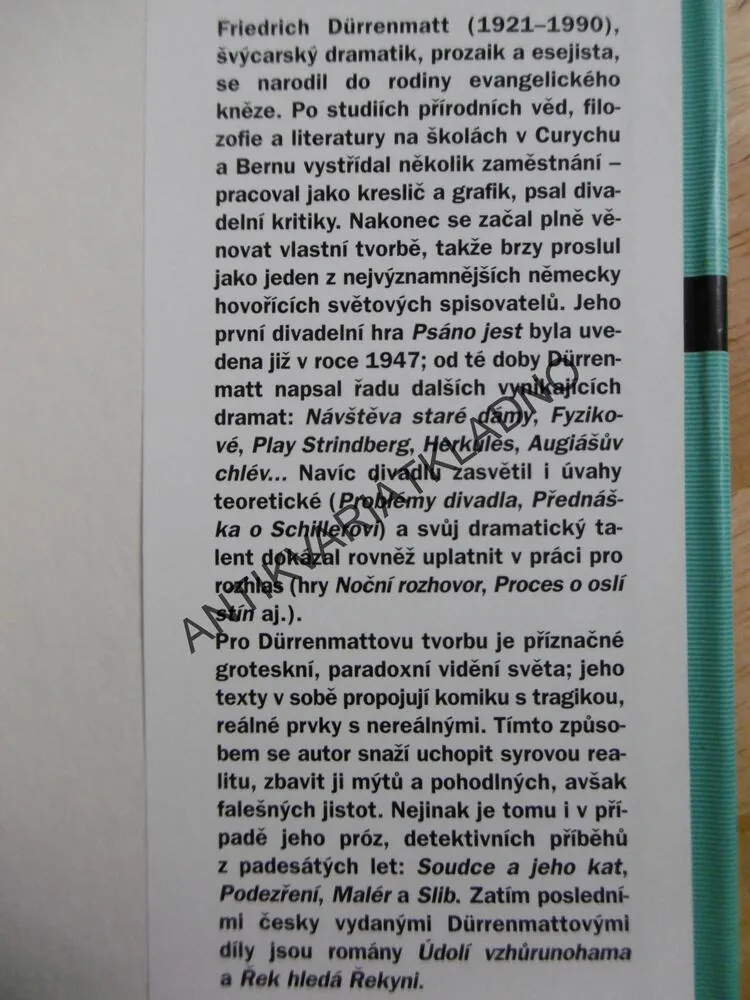 Friedrich Dürrenmatt (1921–1990),
švýcarský dramatik, prozaik a esejista,
se narodil do rodiny evangelického
kněze. Po studiích přírodních věd, filo-
zofie a literatury na školách v Curychu
a Bernu vystřídal několik zaměstnání –
pracoval jako kreslič a grafik, psal diva-
delní kritiky. Nakonec se začal plně vě-
novat vlastní tvorbě, takže brzy proslul
jako jeden z nejvýznamnějších německy
hovořících světových spisovatelů. Jeho
první divadelní hra Psáno jest byla uve-
dena již v roce 1947; od té doby Dürren-
matt napsal řadu dalších vynikajících
dramat: Návštěva staré dámy, Fyziko-
vé, Play Strindberg, Herkules, Augiášův
chlév... Navíc divadlu zasvětil i úvahy
teoretické (Problémy divadla, Přednáš-
ka o Schillerovi) a svůj dramatický ta-
lent dokázal rovněž uplatnit v práci pro
rozhlas (hry Noční rozhovor, Proces o oslí
stín aj.).
Pro Dürrenmattovu tvorbu je příznačné
groteskní, paradoxní vidění světa; jeho
texty v sobě propojují komiku s tragikou,
reálné prvky s nereálnými. Tímto způso-
bem se autor snaží uchopit syrovou rea-
litu, zbavit ji mýtů a pohodlných, avšak
falešných jistot. Nejinak je tomu i v pří-
padě jeho próz, detektivních příběhů
z padesátých let: Soudce a jeho kat,
Podezření, Malér a Slib. Zatím poslední-
mi česky vydanými Dürrenmattovými
díly jsou romány Údolí vzhůrunohama
a Řek hledá Řekyni.
ANTIKVARIATKLADNO